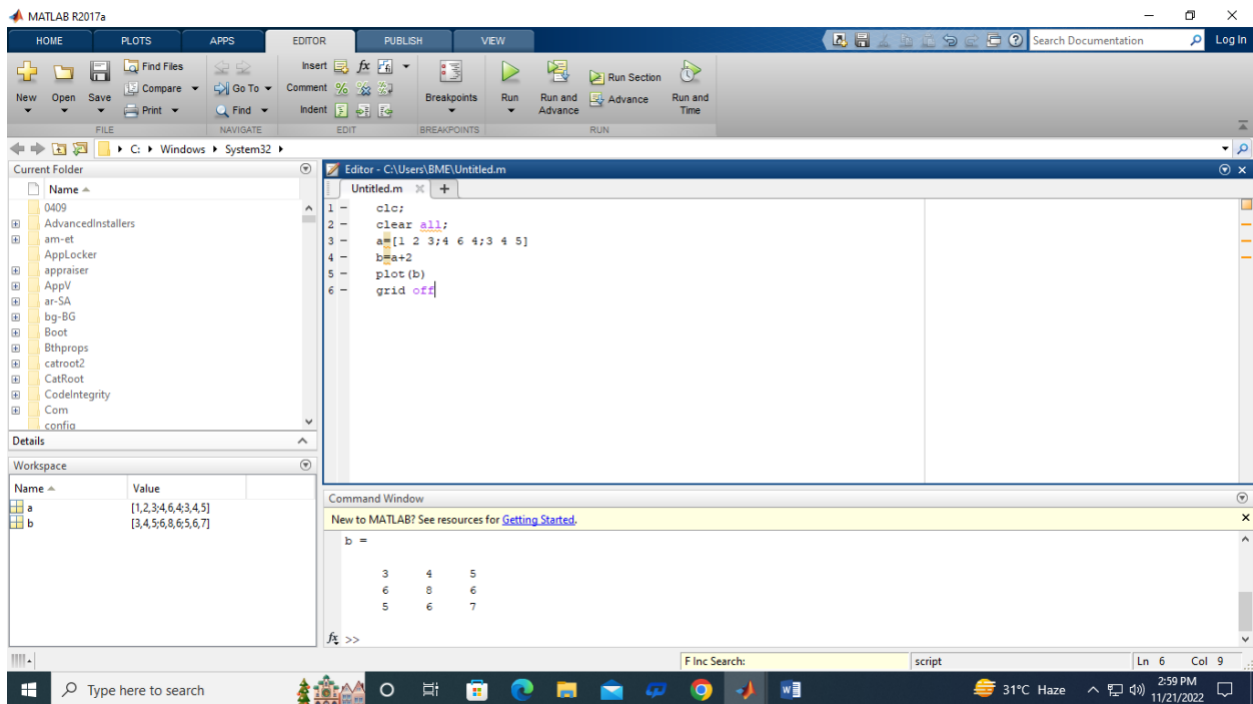 MATLAB R2017a
HOME PLOTS APPS EDITOR PUBLISH VIEW Search Documentation Log In
New Open Save Find Files Compare Print Go To Find Insert fx Comment Indent Breakpoints Run Run and Advance Run Section Advance Run and Time
FILE NAVIGATE EDIT BREAKPOINTS RUN
C: Windows System32
Current Folder
Name
0409
AdvancedInstallers
am-et
AppLocker
appraiser
AppV
ar-SA
bg-BG
Boot
Bthprops
catroot2
CatRoot
CodeIntegrity
Com
config
Details
Workspace
Name Value
a [1,2,3;4,6,4;3,4,5]
b [3,4,5;6,8,6;5,6,7]
Editor - C:\Users\BME\Untitled.m
Untitled.m
1 - clc;
2 - clear all;
3 - a=[1 2 3;4 6 4;3 4 5]
4 - b=a+2
5 - plot(b)
6 - grid off
Command Window
New to MATLAB? See resources for Getting Started.
b =
3 4 5
6 8 6
5 6 7
fx >>
F Inc Search: script Ln 6 Col 9
Type here to search 31°C Haze 2:59 PM
11/21/2022